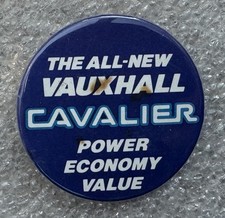 THE ALL-NEW
VAUXHALL
CAVALIER
POWER
ECONOMY
VALUE